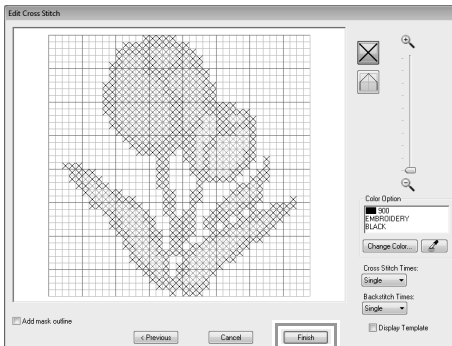 Edit Cross Stitch
Color Option
900
EMBROIDERY
BLACK
Change Color...
Cross Stitch Times:
Single
Backstitch Times:
Single
Display Template
Add mask outline
< Previous
Cancel
Finish